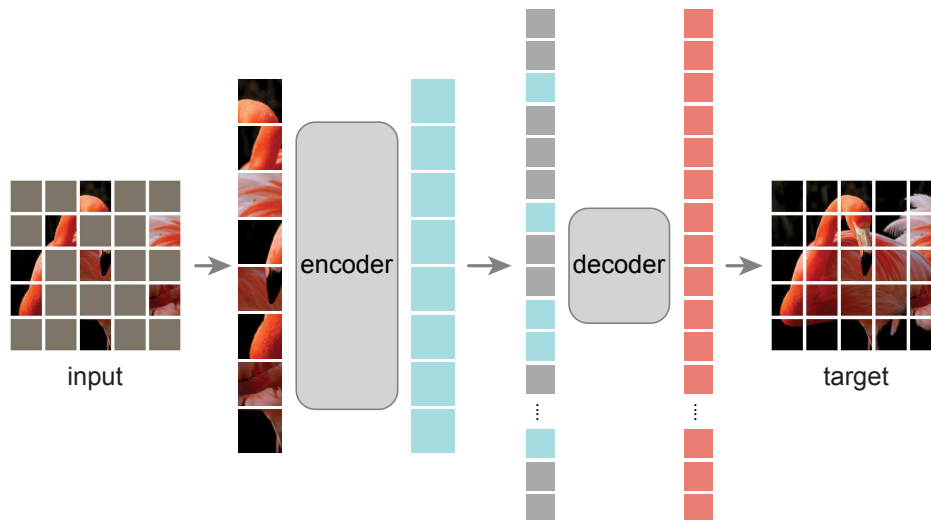 input
encoder
decoder
target